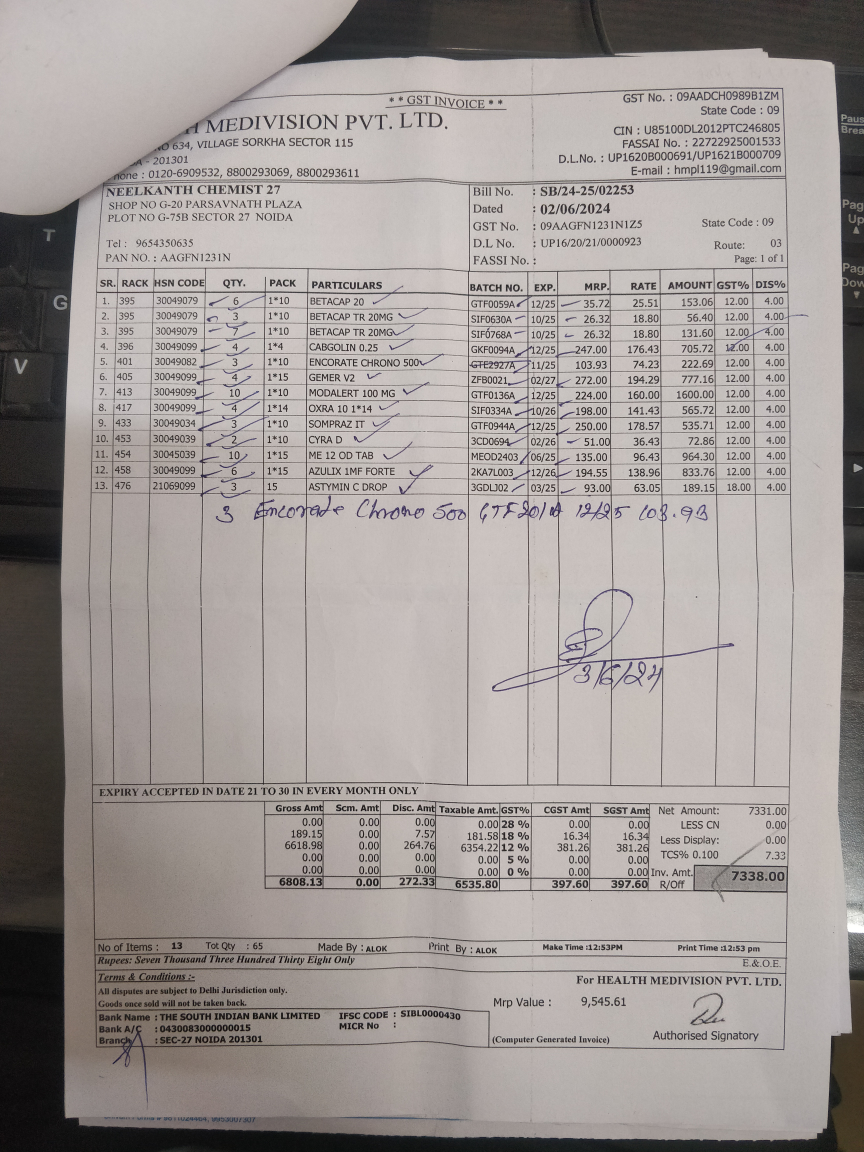 * * GST INVOICE * *
GST No. : 09AADCH0989B1ZM
State Code : 09
H MEDIVISION PVT. LTD.
CIN : U85100DL2012PTC246805
NO 634, VILLAGE SORKHA SECTOR 115
FASSAI No. : 22722925001533
- 201301
D.L.No. : UP1620B000691/UP1621B000709
hone : 0120-6909532, 8800293069, 8800293611
E-mail : hmpl119@gmail.com
NEELKANTH CHEMIST 27
SHOP NO G-20 PARSAVNATH PLAZA
PLOT NO G-75B SECTOR 27 NOIDA
Tel : 9654350635
PAN NO. : AAGFN1231N
Bill No. : SB/24-25/02253
Dated : 02/06/2024
GST No. : 09AAGFN1231N1Z5 State Code : 09
D.L No. : UP16/20/21/0000923 Route: 03
FASSI No. : Page: 1 of 1
SR. RACK HSN CODE QTY. PACK PARTICULARS BATCH NO. EXP. MRP. RATE AMOUNT GST% DIS%
1. 395 30049079 6 1*10 BETACAP 20 GTF0059A 12/25 35.72 25.51 153.06 12.00 4.00
2. 395 30049079 3 1*10 BETACAP TR 20MG SIF0630A 10/25 26.32 18.80 56.40 12.00 4.00
3. 395 30049079 7 1*10 BETACAP TR 20MG SIF0768A 10/25 26.32 18.80 131.60 12.00 4.00
4. 396 30049099 4 1*4 CABGOLIN 0.25 GKF0094A 12/25 247.00 176.43 705.72 12.00 4.00
5. 401 30049082 3 1*10 ENCORATE CHRONO 500 GTE2927A 11/25 103.93 74.23 222.69 12.00 4.00
6. 405 30049099 4 1*15 GEMER V2 ZFB0021 02/27 272.00 194.29 777.16 12.00 4.00
7. 413 30049099 10 1*10 MODALERT 100 MG GTF0136A 12/25 224.00 160.00 1600.00 12.00 4.00
8. 417 30049099 4 1*14 OXRA 10 1*14 SIF0334A 10/26 198.00 141.43 565.72 12.00 4.00
9. 433 30049034 3 1*10 SOMPRAZ IT GTF0944A 12/25 250.00 178.57 535.71 12.00 4.00
10. 453 30049039 2 1*10 CYRA D 3CD0694 02/26 51.00 36.43 72.86 12.00 4.00
11. 454 30045039 10 1*15 ME 12 OD TAB MEOD2403 06/25 135.00 96.43 964.30 12.00 4.00
12. 458 30049099 6 1*15 AZULIX 1MF FORTE 2KA7L003 12/26 194.55 138.96 833.76 12.00 4.00
13. 476 21069099 3 15 ASTYMIN C DROP 3GDLJ02 03/25 93.00 63.05 189.15 18.00 4.00
3 Encorate Chrono 500 12/25 103.93
3/6/24
EXPIRY ACCEPTED IN DATE 21 TO 30 IN EVERY MONTH ONLY
Gross Amt Scm. Amt Disc. Amt Taxable Amt. GST% CGST Amt SGST Amt Net Amount: 7331.00
0.00 0.00 0.00 0.00 28 % 0.00 0.00 LESS CN 0.00
189.15 0.00 7.57 181.58 18 % 16.34 16.34 Less Display: 0.00
6618.98 0.00 264.76 6354.22 12 % 381.26 381.26 TCS% 0.100 7.33
0.00 0.00 0.00 0.00 5 % 0.00 0.00
0.00 0.00 0.00 0.00 0 % 0.00 0.00 Inv. Amt. 7338.00
6808.13 0.00 272.33 6535.80 397.60 397.60 R/Off
No of Items : 13 Tot Qty : 65 Made By : ALOK Print By : ALOK Make Time :12:53PM Print Time :12:53 pm
Rupees: Seven Thousand Three Hundred Thirty Eight Only E.& O.E.
Terms & Conditions :-
All disputes are subject to Delhi Jurisdiction only.
Goods once sold will not be taken back.
For HEALTH MEDIVISION PVT. LTD.
Mrp Value : 9,545.61
Bank Name : THE SOUTH INDIAN BANK LIMITED IFSC CODE : SIBL0000430
Bank A/C : 0430083000000015 MICR No :
Branch : SEC-27 NOIDA 201301
(Computer Generated Invoice) Authorised Signatory
T
G
V
Paus
Brea
Pag
Up
Pag
Dow